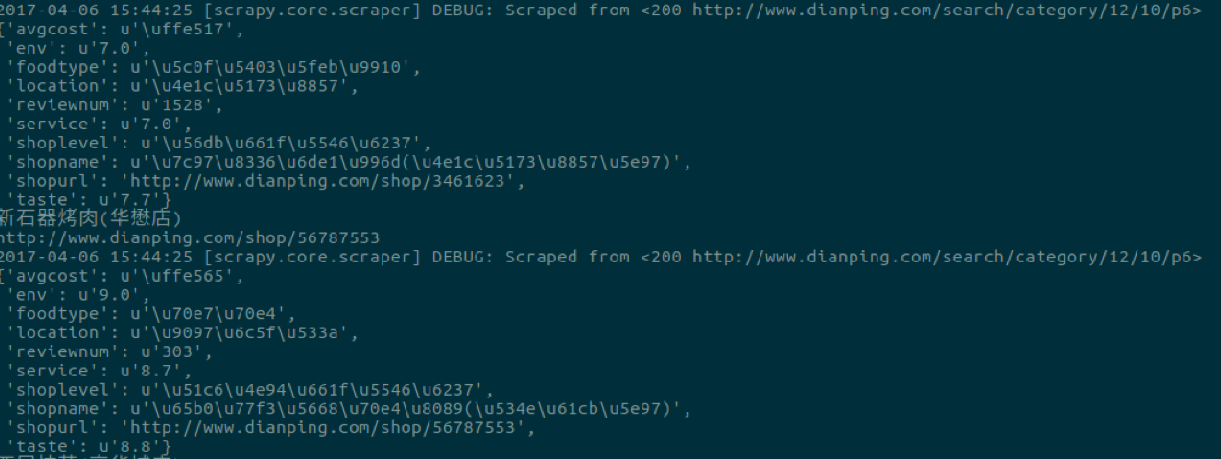 2017-04-06 15:44:25 [scrapy.core.scraper] DEBUG: Scraped from <200 http://www.dianping.com/search/category/12/10/p6>
{'avgcost': u'\uffe517',
'env': u'7.0',
'foodtype': u'\u5c0f\u5403\u5feb\u9910',
'location': u'\u4e1c\u5173\u8857',
'reviewnum': u'1528',
'service': u'7.0',
'shoplevel': u'\u56db\u661f\u5546\u6237',
'shopname': u'\u7c97\u8336\u6de1\u996d(\u4e1c\u5173\u8857\u5e97)',
'shopurl': 'http://www.dianping.com/shop/3461623',
'taste': u'7.7'}
新石器烤肉(华懋店)
http://www.dianping.com/shop/56787553
2017-04-06 15:44:25 [scrapy.core.scraper] DEBUG: Scraped from <200 http://www.dianping.com/search/category/12/10/p6>
{'avgcost': u'\uffe565',
'env': u'9.0',
'foodtype': u'\u70e7\u70e4',
'location': u'\u9097\u6c5f\u533a',
'reviewnum': u'303',
'service': u'8.7',
'shoplevel': u'\u51c6\u4e94\u661f\u5546\u6237',
'shopname': u'\u65b0\u77f3\u5668\u70e4\u8089(\u534e\u61cb\u5e97)',
'shopurl': 'http://www.dianping.com/shop/56787553',
'taste': u'8.8'}